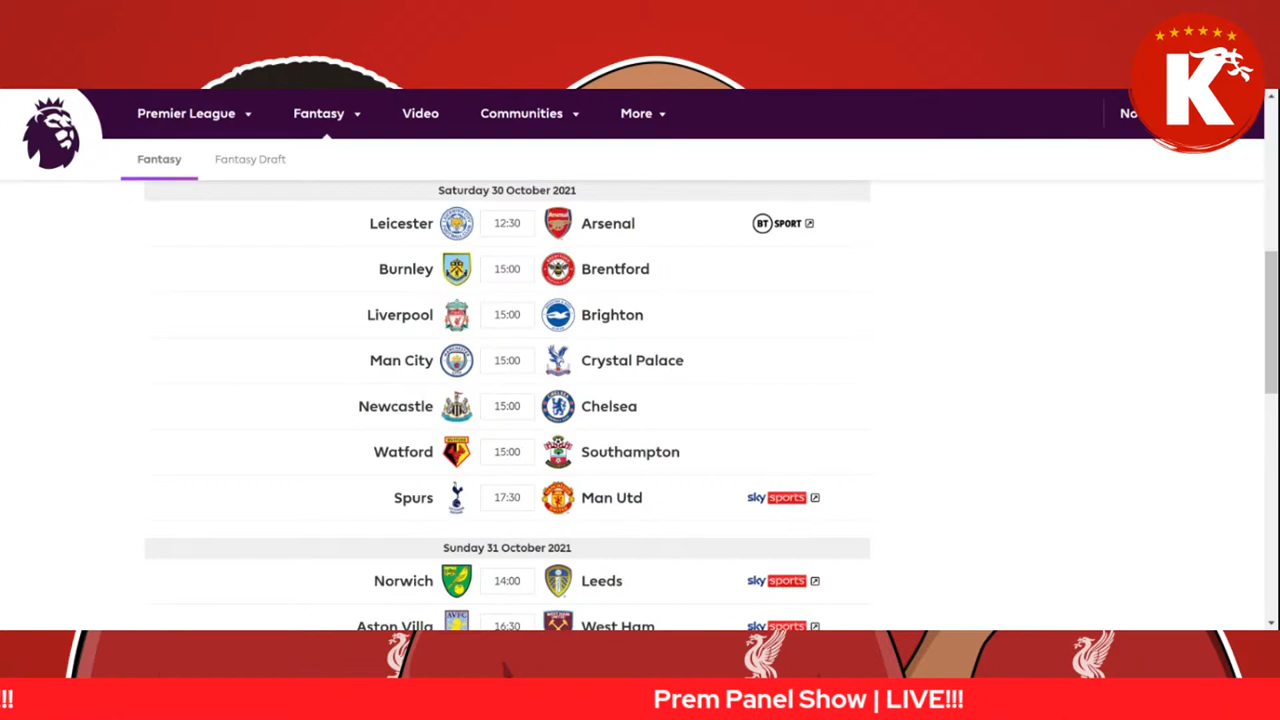 K
Premier League Fantasy Video Communities More No
Fantasy Fantasy Draft
Saturday 30 October 2021
Leicester 12:30 Arsenal BT SPORT
Burnley 15:00 Brentford
Liverpool 15:00 Brighton
Man City 15:00 Crystal Palace
Newcastle 15:00 Chelsea
Watford 15:00 Southampton
Spurs 17:30 Man Utd sky sports
Sunday 31 October 2021
Norwich 14:00 Leeds sky sports
Aston Villa 16:30 West Ham sky sports
!!! Prem Panel Show | LIVE!!!